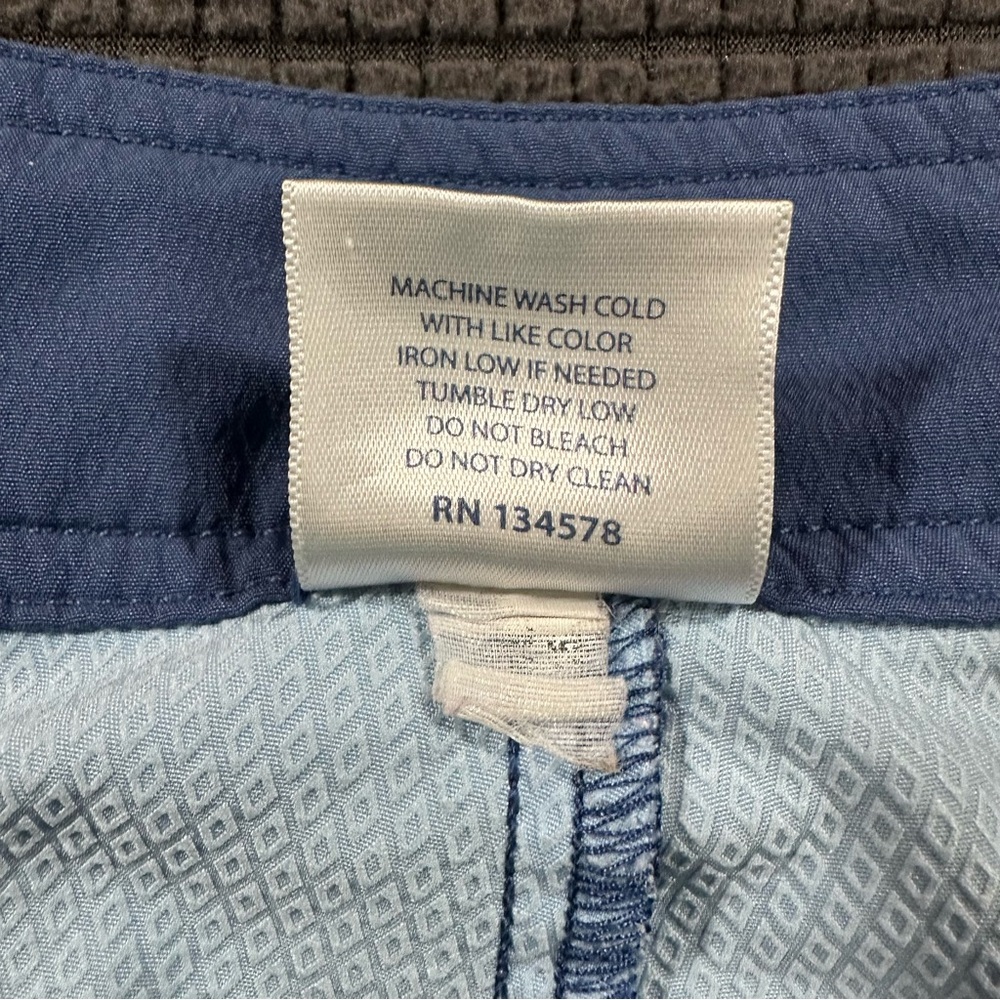 MACHINE WASH COLD
WITH LIKE COLOR
IRON LOW IF NEEDED
TUMBLE DRY LOW
DO NOT BLEACH
DO NOT DRY CLEAN
RN 134578